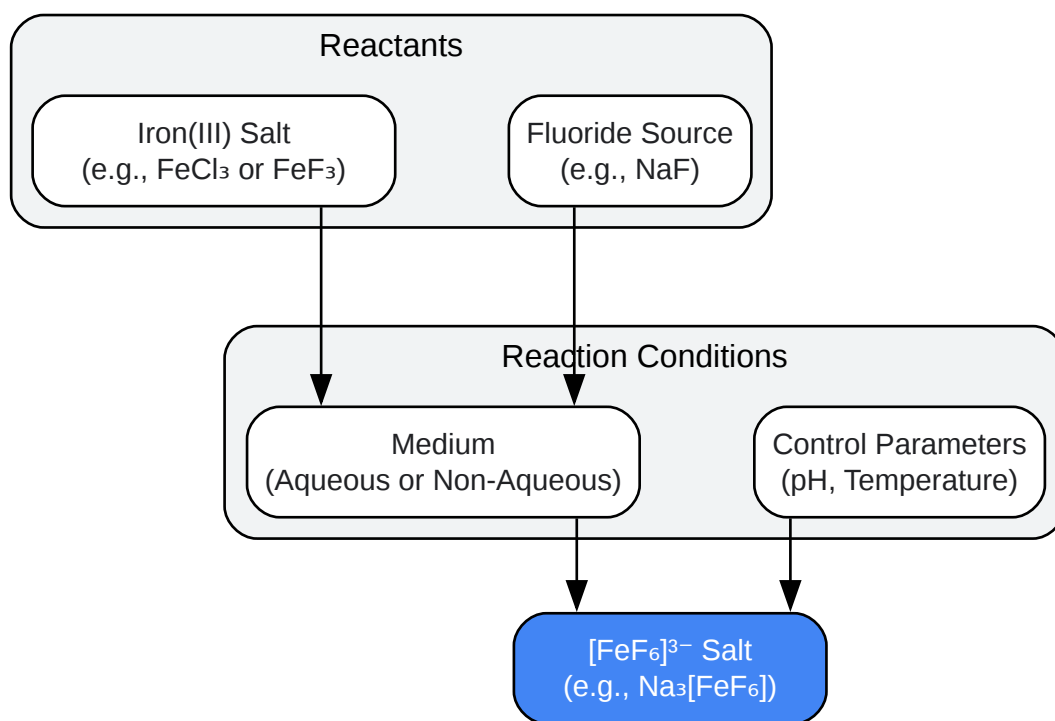 Reactants
Iron(III) Salt
(e.g., FeCl₃ or FeF₃)
Fluoride Source
(e.g., NaF)
Reaction Conditions
Medium
(Aqueous or Non-Aqueous)
Control Parameters
(pH, Temperature)
[FeF₆]³⁻ Salt
(e.g., Na₃[FeF₆])